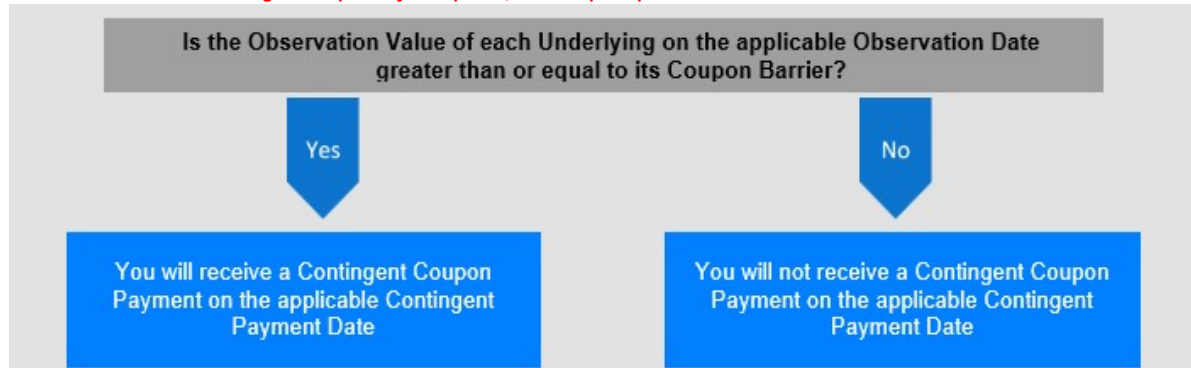 Is the Observation Value of each Underlying on the applicable Observation Date
greater than or equal to its Coupon Barrier?
Yes
No
You will receive a Contingent Coupon
Payment on the applicable Contingent
Payment Date
You will not receive a Contingent Coupon
Payment on the applicable Contingent
Payment Date